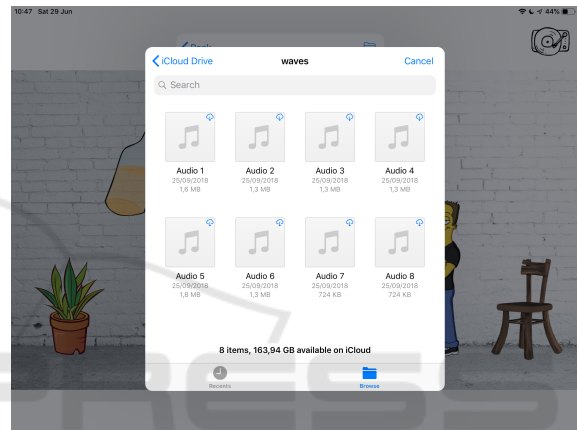 10:47 Sat 29 Jun
44%
Back
iCloud Drive waves Cancel
Search
Audio 1 Audio 2 Audio 3 Audio 4
25/09/2018 25/09/2018 25/09/2018 25/09/2018
1,6 MB 1,3 MB 1,3 MB 1,3 MB
Audio 5 Audio 6 Audio 7 Audio 8
25/09/2018 25/09/2018 25/09/2018 25/09/2018
1,8 MB 1,3 MB 724 KB 724 KB
8 items, 163,94 GB available on iCloud
Recents Browse
PRESS